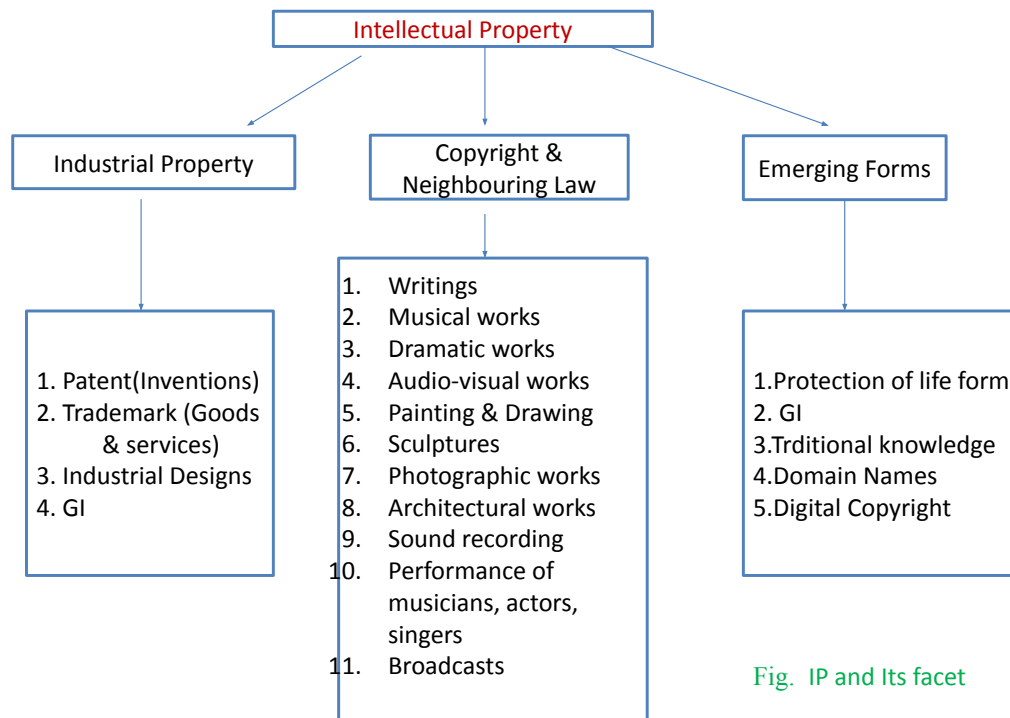 Intellectual Property
Industrial Property
Copyright &
Neighbouring Law
Emerging Forms
1. Patent(Inventions)
2. Trademark (Goods
& services)
3. Industrial Designs
4. GI
1. Writings
2. Musical works
3. Dramatic works
4. Audio-visual works
5. Painting & Drawing
6. Sculptures
7. Photographic works
8. Architectural works
9. Sound recording
10. Performance of
musicians, actors,
singers
11. Broadcasts
1.Protection of life form
2. GI
3.Trditional knowledge
4.Domain Names
5.Digital Copyright
Fig. IP and Its facet